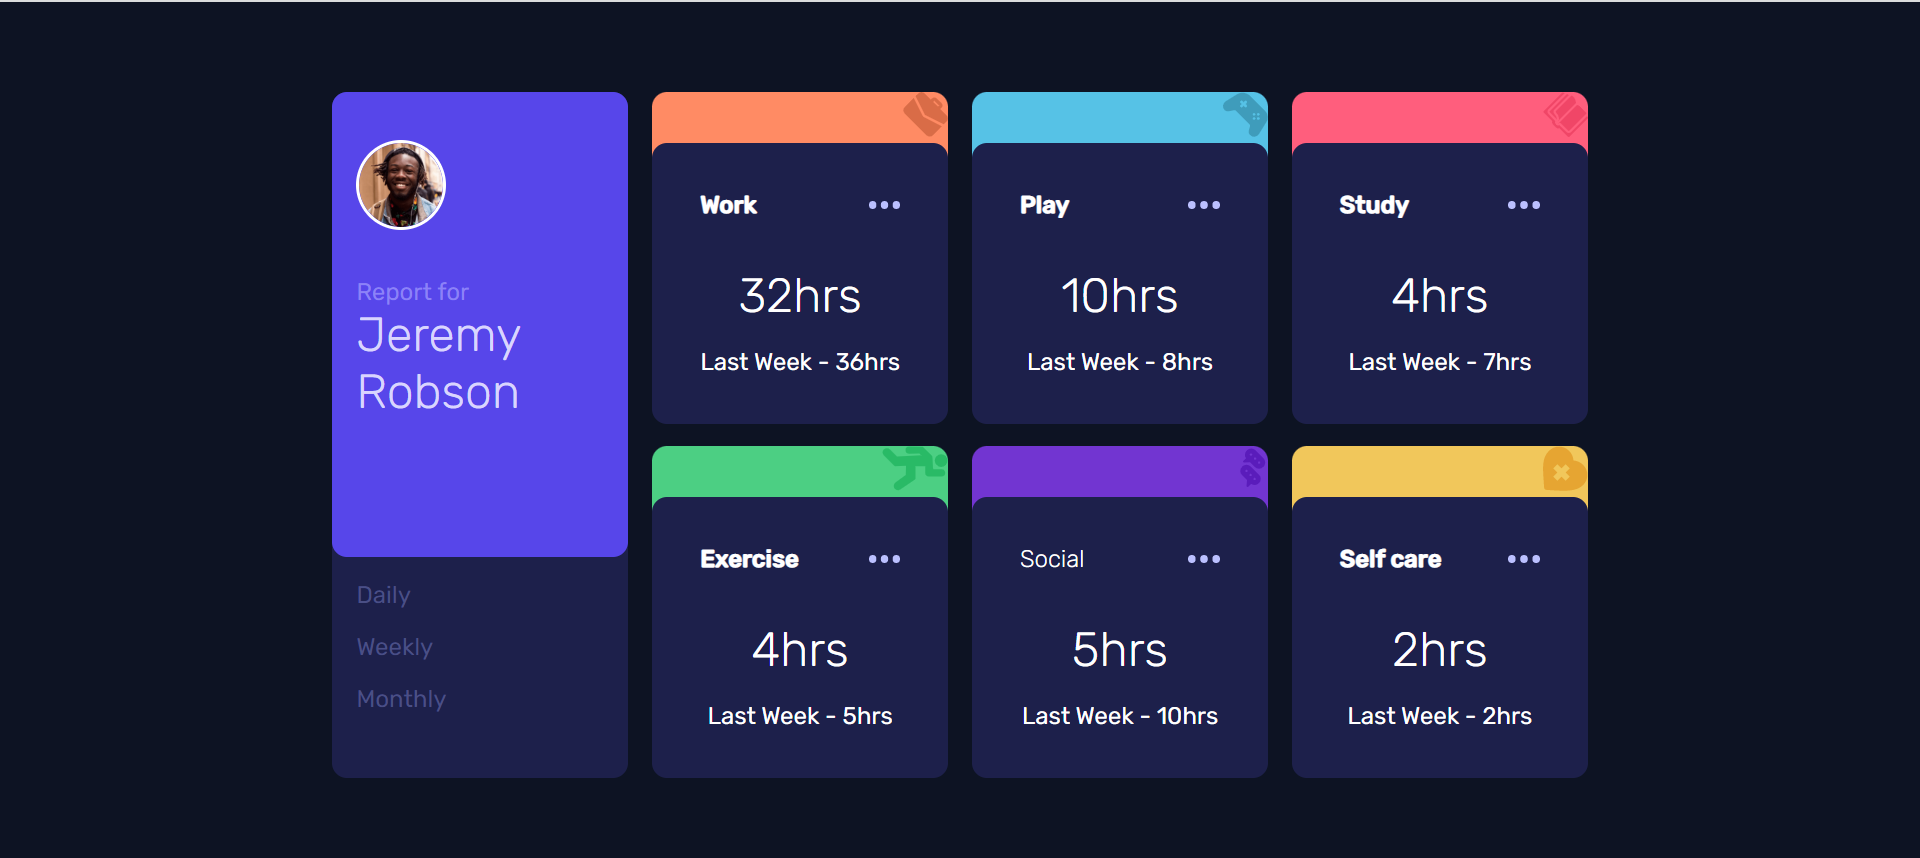 Report for
Jeremy
Robson
Daily
Weekly
Monthly
Work
32hrs
Last Week - 36hrs
Play
10hrs
Last Week - 8hrs
Study
4hrs
Last Week - 7hrs
Exercise
4hrs
Last Week - 5hrs
Social
5hrs
Last Week - 10hrs
Self care
2hrs
Last Week - 2hrs